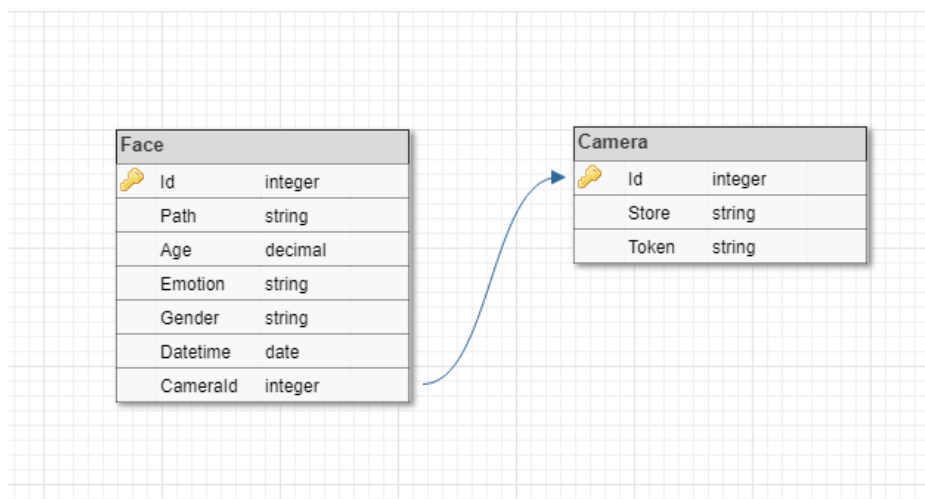 Face
Id integer
Path string
Age decimal
Emotion string
Gender string
Datetime date
CameraId integer
Camera
Id integer
Store string
Token string